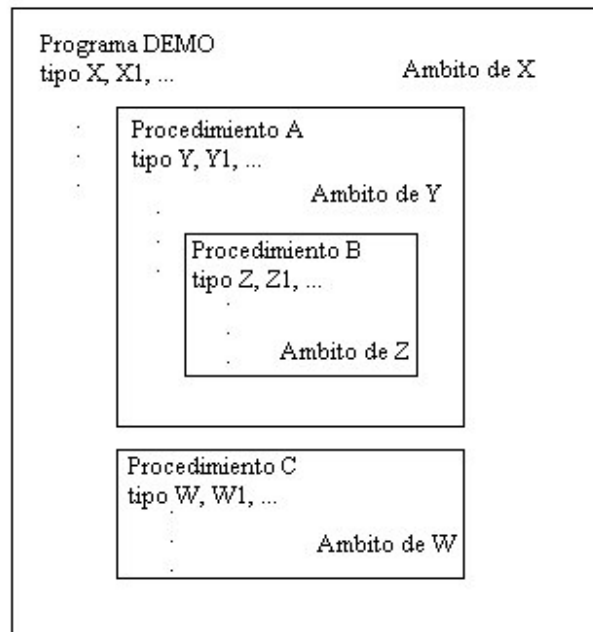 Programa DEMO
tipo X, X1, ...
Ambito de X
Procedimiento A
tipo Y, Y1, ...
Ambito de Y
Procedimiento B
tipo Z, Z1, ...
Ambito de Z
Procedimiento C
tipo W, W1, ...
Ambito de W